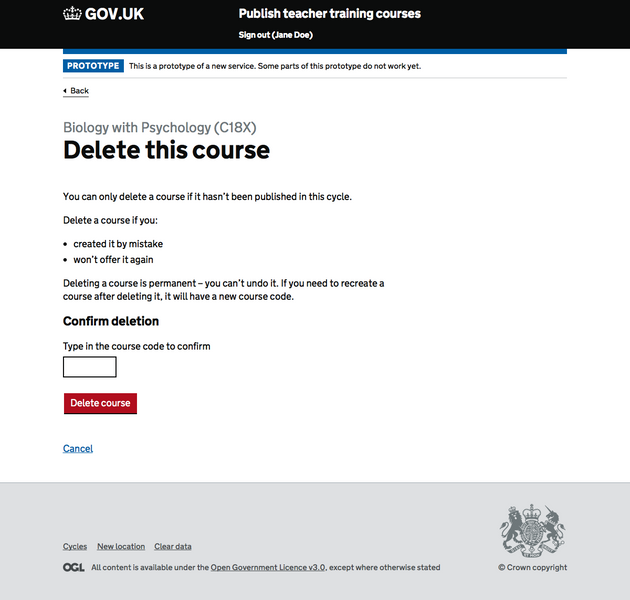 GOV.UK
Publish teacher training courses
Sign out (Jane Doe)
PROTOTYPE This is a prototype of a new service. Some parts of this prototype do not work yet.
Back
Biology with Psychology (C18X)
Delete this course
You can only delete a course if it hasn't been published in this cycle.
Delete a course if you:
• created it by mistake
• won't offer it again
Deleting a course is permanent – you can't undo it. If you need to recreate a
course after deleting it, it will have a new course code.
Confirm deletion
Type in the course code to confirm
Delete course
Cancel
Cycles New location Clear data
OGL All content is available under the Open Government Licence v3.0, except where otherwise stated
© Crown copyright